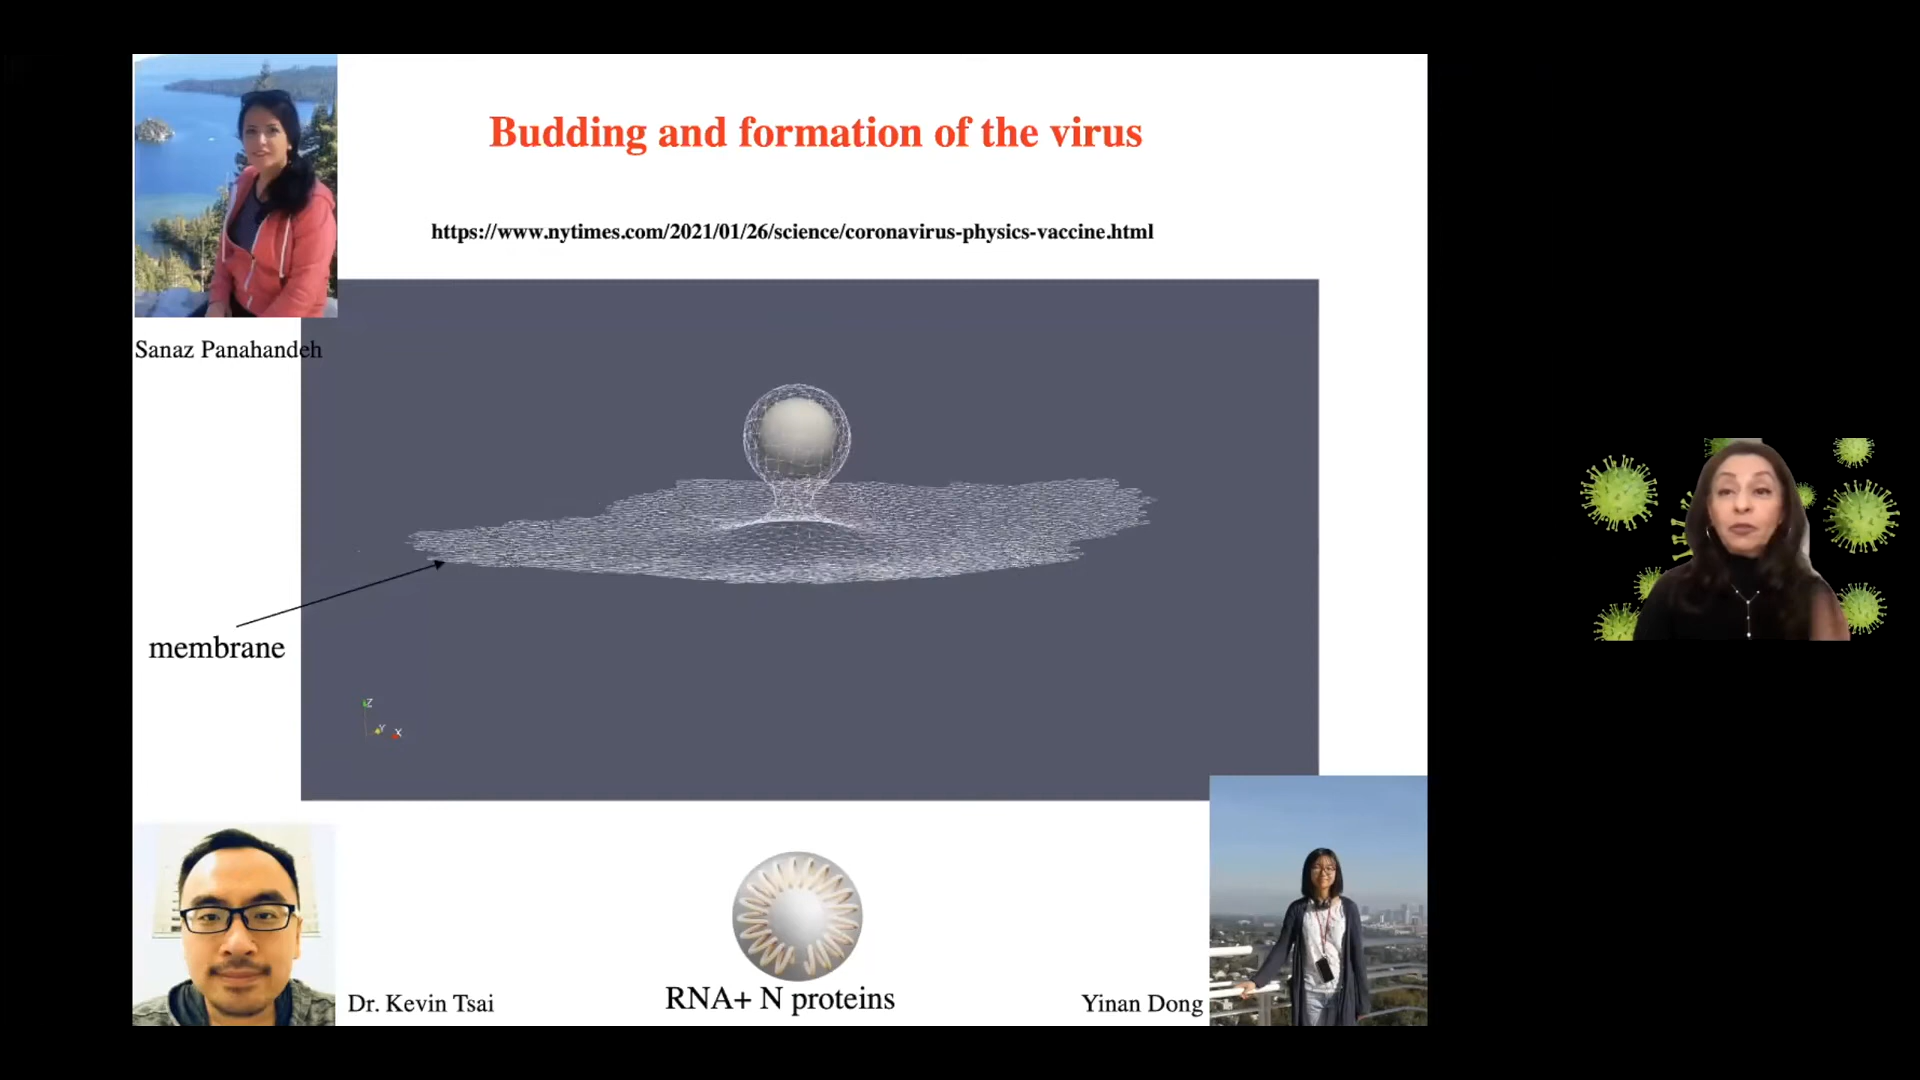 Budding and formation of the virus
https://www.nytimes.com/2021/01/26/science/coronavirus-physics-vaccine.html
Sanaz Panahandeh
membrane
Z
Y
X
Dr. Kevin Tsai
RNA+ N proteins
Yinan Dong